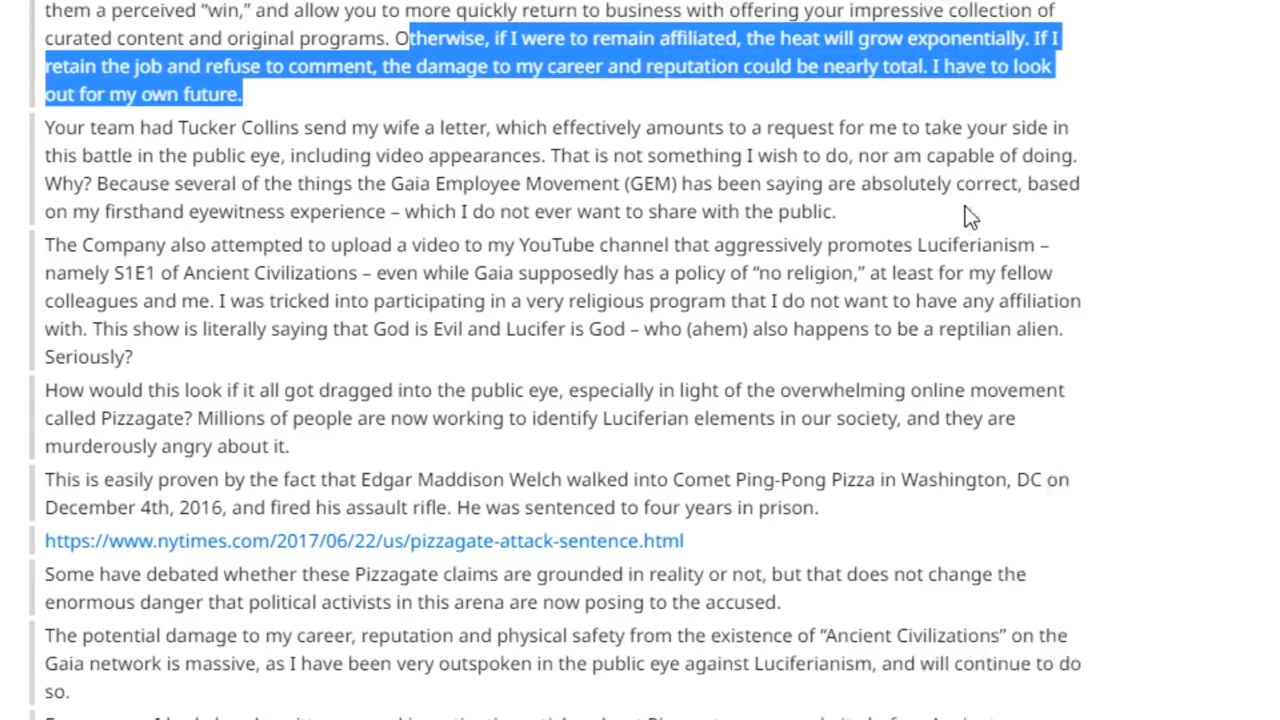 them a perceived “win,” and allow you to more quickly return to business with offering your impressive collection of
curated content and original programs. Otherwise, if I were to remain affiliated, the heat will grow exponentially. If I
retain the job and refuse to comment, the damage to my career and reputation could be nearly total. I have to look
out for my own future.
Your team had Tucker Collins send my wife a letter, which effectively amounts to a request for me to take your side in
this battle in the public eye, including video appearances. That is not something I wish to do, nor am capable of doing.
Why? Because several of the things the Gaia Employee Movement (GEM) has been saying are absolutely correct, based
on my firsthand eyewitness experience – which I do not ever want to share with the public.
The Company also attempted to upload a video to my YouTube channel that aggressively promotes Luciferianism –
namely S1E1 of Ancient Civilizations – even while Gaia supposedly has a policy of “no religion,” at least for my fellow
colleagues and me. I was tricked into participating in a very religious program that I do not want to have any affiliation
with. This show is literally saying that God is Evil and Lucifer is God – who (ahem) also happens to be a reptilian alien.
Seriously?
How would this look if it all got dragged into the public eye, especially in light of the overwhelming online movement
called Pizzagate? Millions of people are now working to identify Luciferian elements in our society, and they are
murderously angry about it.
This is easily proven by the fact that Edgar Maddison Welch walked into Comet Ping-Pong Pizza in Washington, DC on
December 4th, 2016, and fired his assault rifle. He was sentenced to four years in prison.
https://www.nytimes.com/2017/06/22/us/pizzagate-attack-sentence.html
Some have debated whether these Pizzagate claims are grounded in reality or not, but that does not change the
enormous danger that political activists in this arena are now posing to the accused.
The potential damage to my career, reputation and physical safety from the existence of “Ancient Civilizations” on the
Gaia network is massive, as I have been very outspoken in the public eye against Luciferianism, and will continue to do
so.